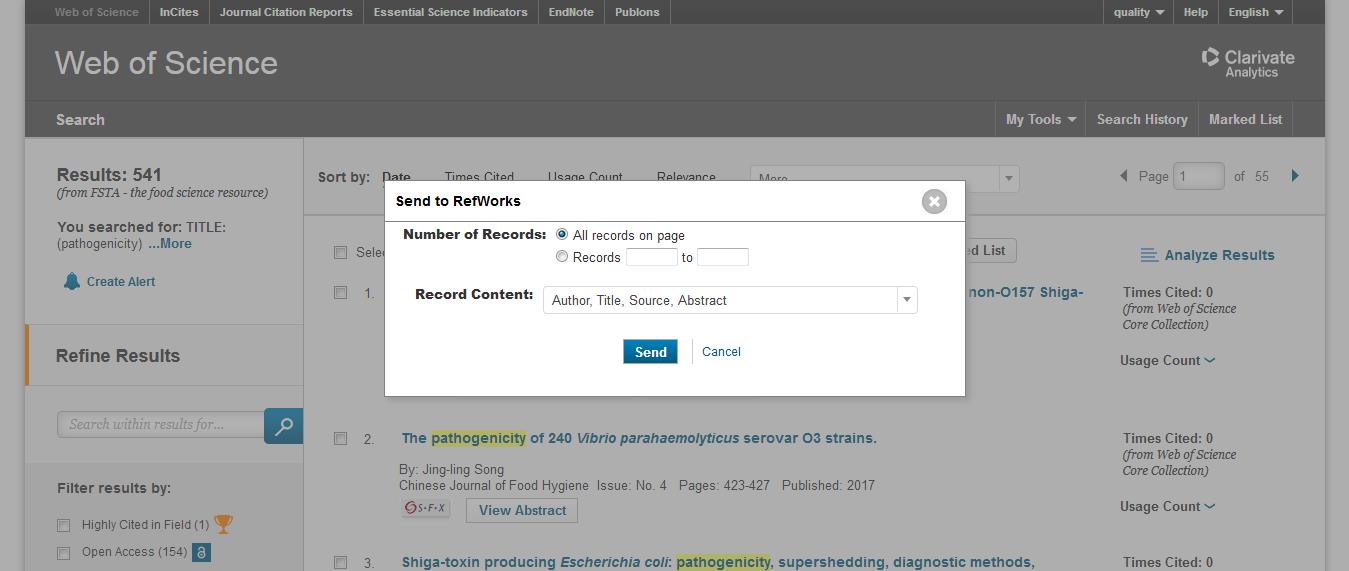 Web of Science InCites Journal Citation Reports Essential Science Indicators EndNote Publons quality Help English
Web of Science
Clarivate
Analytics
Search My Tools Search History Marked List
Results: 541
(from FSTA - the food science resource)
You searched for: TITLE:
(pathogenicity) ...More
Create Alert
Refine Results
Search within results for...
Filter results by:
Highly Cited in Field (1)
Open Access (154)
Sort by: Date Times Cited Usage Count Relevance More
Page 1 of 55
Send to RefWorks
Number of Records: All records on page
Records to
Record Content: Author, Title, Source, Abstract
Send Cancel
List
Analyze Results
1. non-O157 Shiga-
Times Cited: 0
(from Web of Science
Core Collection)
Usage Count
2. The pathogenicity of 240 Vibrio parahaemolyticus serovar O3 strains.
By: Jing-ling Song
Chinese Journal of Food Hygiene Issue: No. 4 Pages: 423-427 Published: 2017
S·F·X View Abstract
Times Cited: 0
(from Web of Science
Core Collection)
Usage Count
3. Shiga-toxin producing Escherichia coli: pathogenicity, supershedding, diagnostic methods,
Times Cited: 0